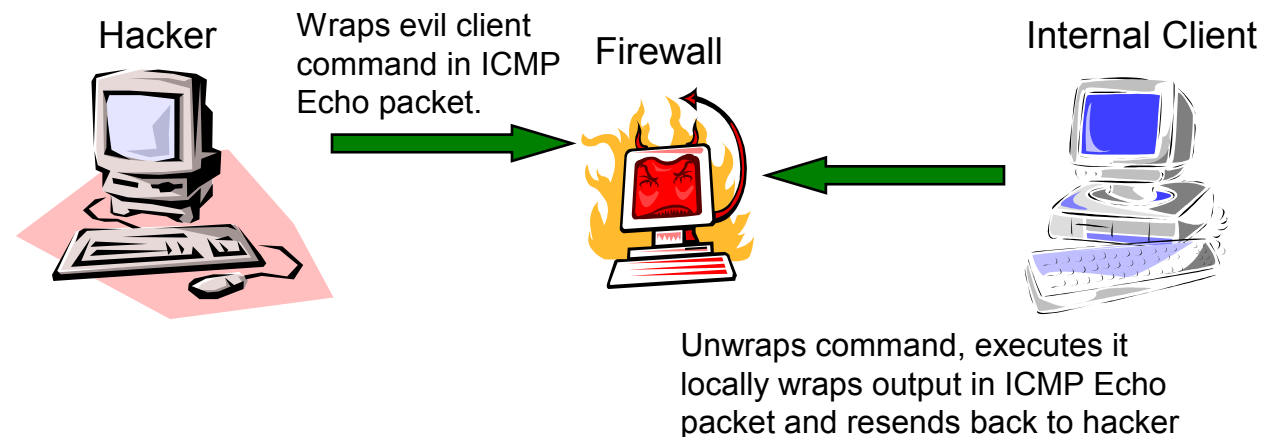 Hacker
Wraps evil client
command in ICMP
Echo packet.
Firewall
Internal Client
Unwraps command, executes it
locally wraps output in ICMP Echo
packet and resends back to hacker